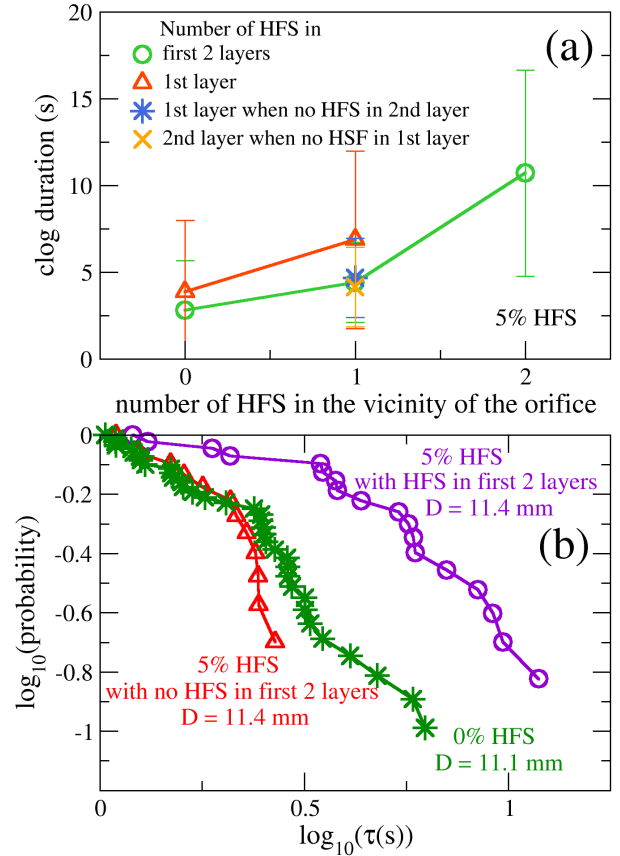 20
15
10
5
0
clog duration (s)
Number of HFS in
first 2 layers
1st layer
1st layer when no HFS in 2nd layer
2nd layer when no HSF in 1st layer
(a)
5% HFS
0
1
2
number of HFS in the vicinity of the orifice
0
-0.2
-0.4
-0.6
-0.8
-1
log10(probability)
5% HFS
with HFS in first 2 layers
D = 11.4 mm
(b)
5% HFS
with no HFS in first 2 layers
D = 11.4 mm
0% HFS
D = 11.1 mm
0
0.5
1
log10(τ(s))